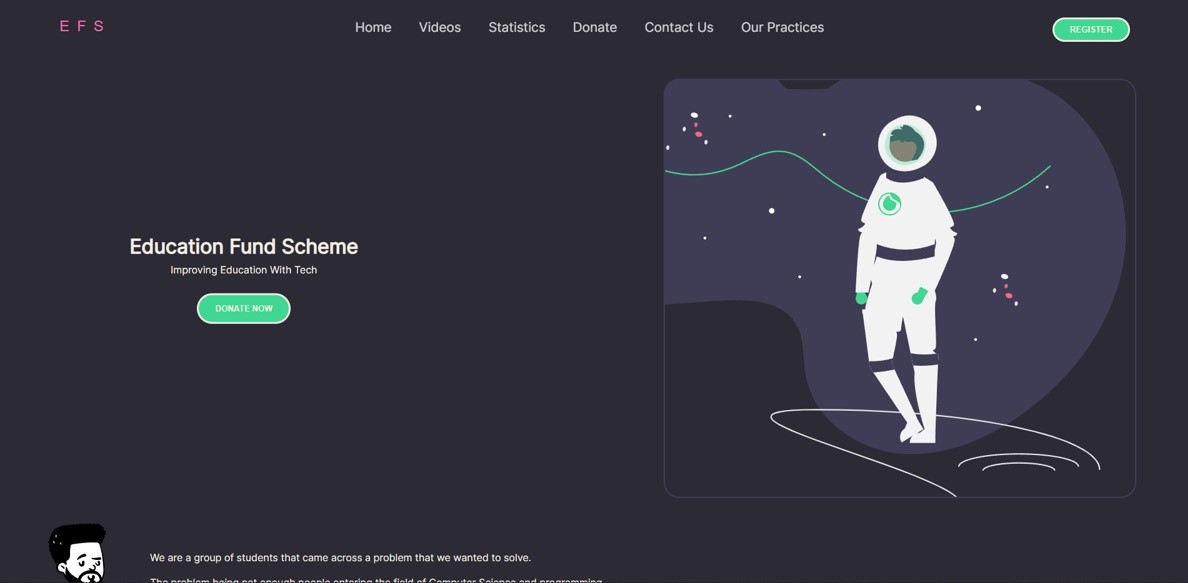 EFS
Home Videos Statistics Donate Contact Us Our Practices
REGISTER
Education Fund Scheme
Improving Education With Tech
DONATE NOW
We are a group of students that came across a problem that we wanted to solve.
The problem being not enough people entering the field of Computer Science and programming